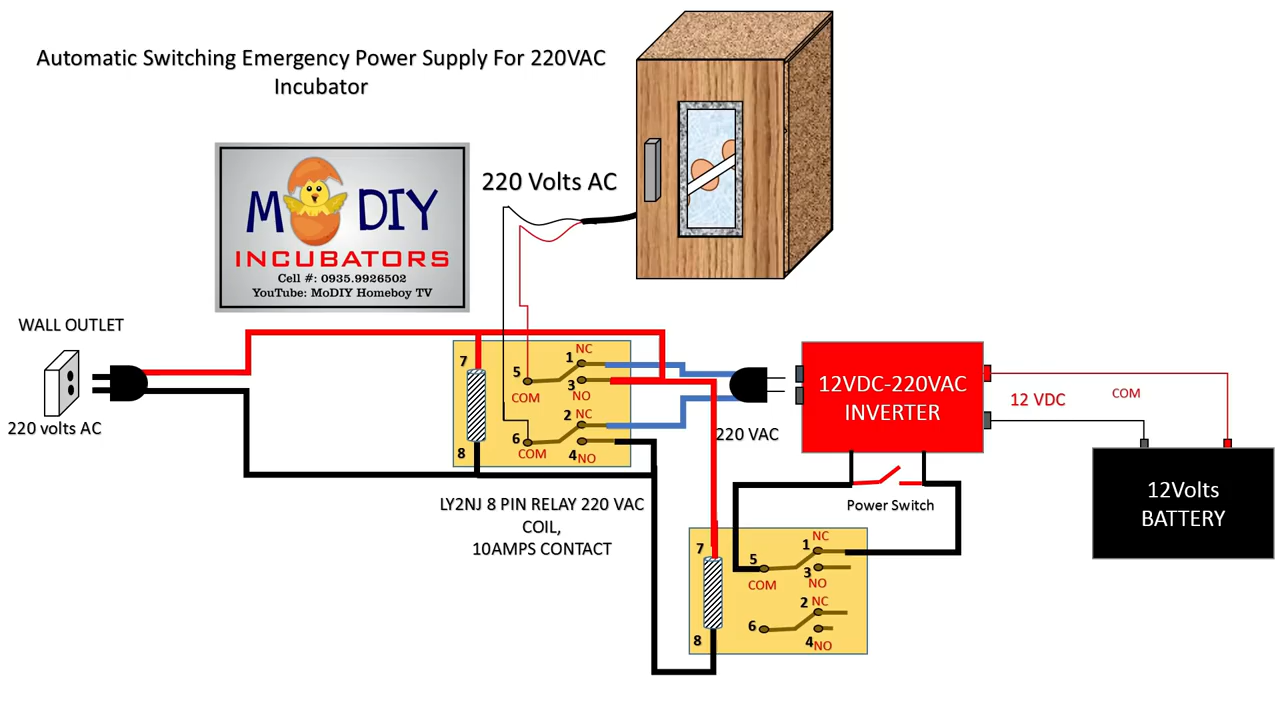 Automatic Switching Emergency Power Supply For 220VAC
Incubator
M DIY
INCUBATORS
Cell #: 0935.9926502
YouTube: MoDIY Homeboy TV
220 Volts AC
WALL OUTLET
220 volts AC
7
8
5
COM
6
COM
1
NC
3
NO
2
NC
4
NO
LY2NJ 8 PIN RELAY 220 VAC
COIL,
10AMPS CONTACT
220 VAC
12VDC-220VAC
INVERTER
12 VDC
COM
12Volts
BATTERY
Power Switch
7
8
5
COM
6
1
NC
3
NO
2
NC
4
NO